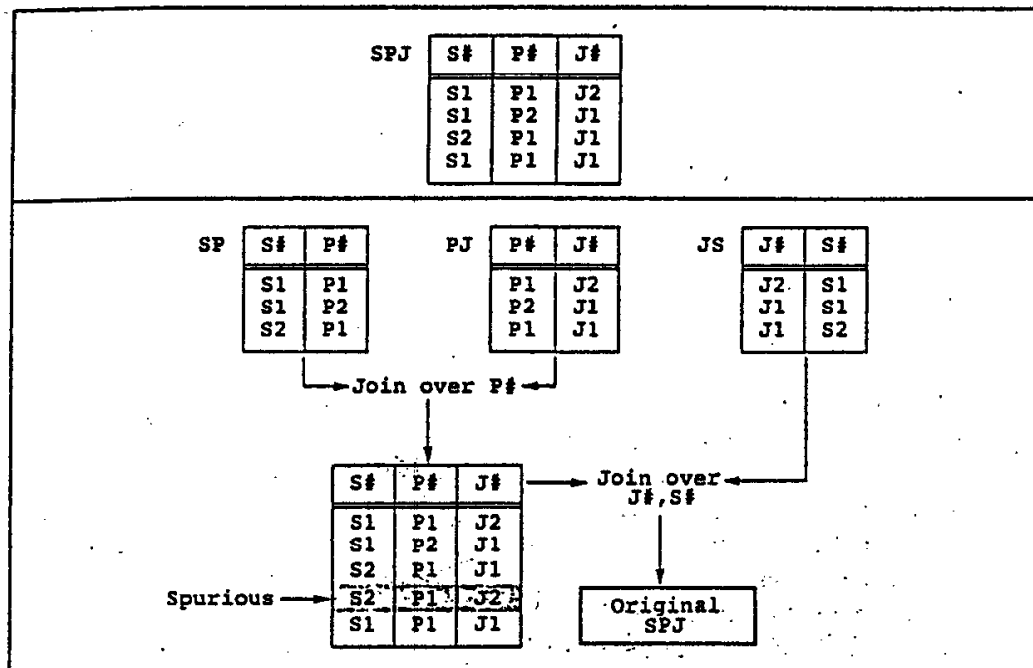 SPJ S# P# J#
S1 P1 J2
S1 P2 J1
S2 P1 J1
S1 P1 J1
SP S# P#
S1 P1
S1 P2
S2 P1
PJ P# J#
P1 J2
P2 J1
P1 J1
JS J# S#
J2 S1
J1 S1
J1 S2
Join over P#
S# P# J#
S1 P1 J2
S1 P2 J1
S2 P1 J1
Spurious S2 P1 J2
S1 P1 J1
Join over
J#,S#
Original
SPJ